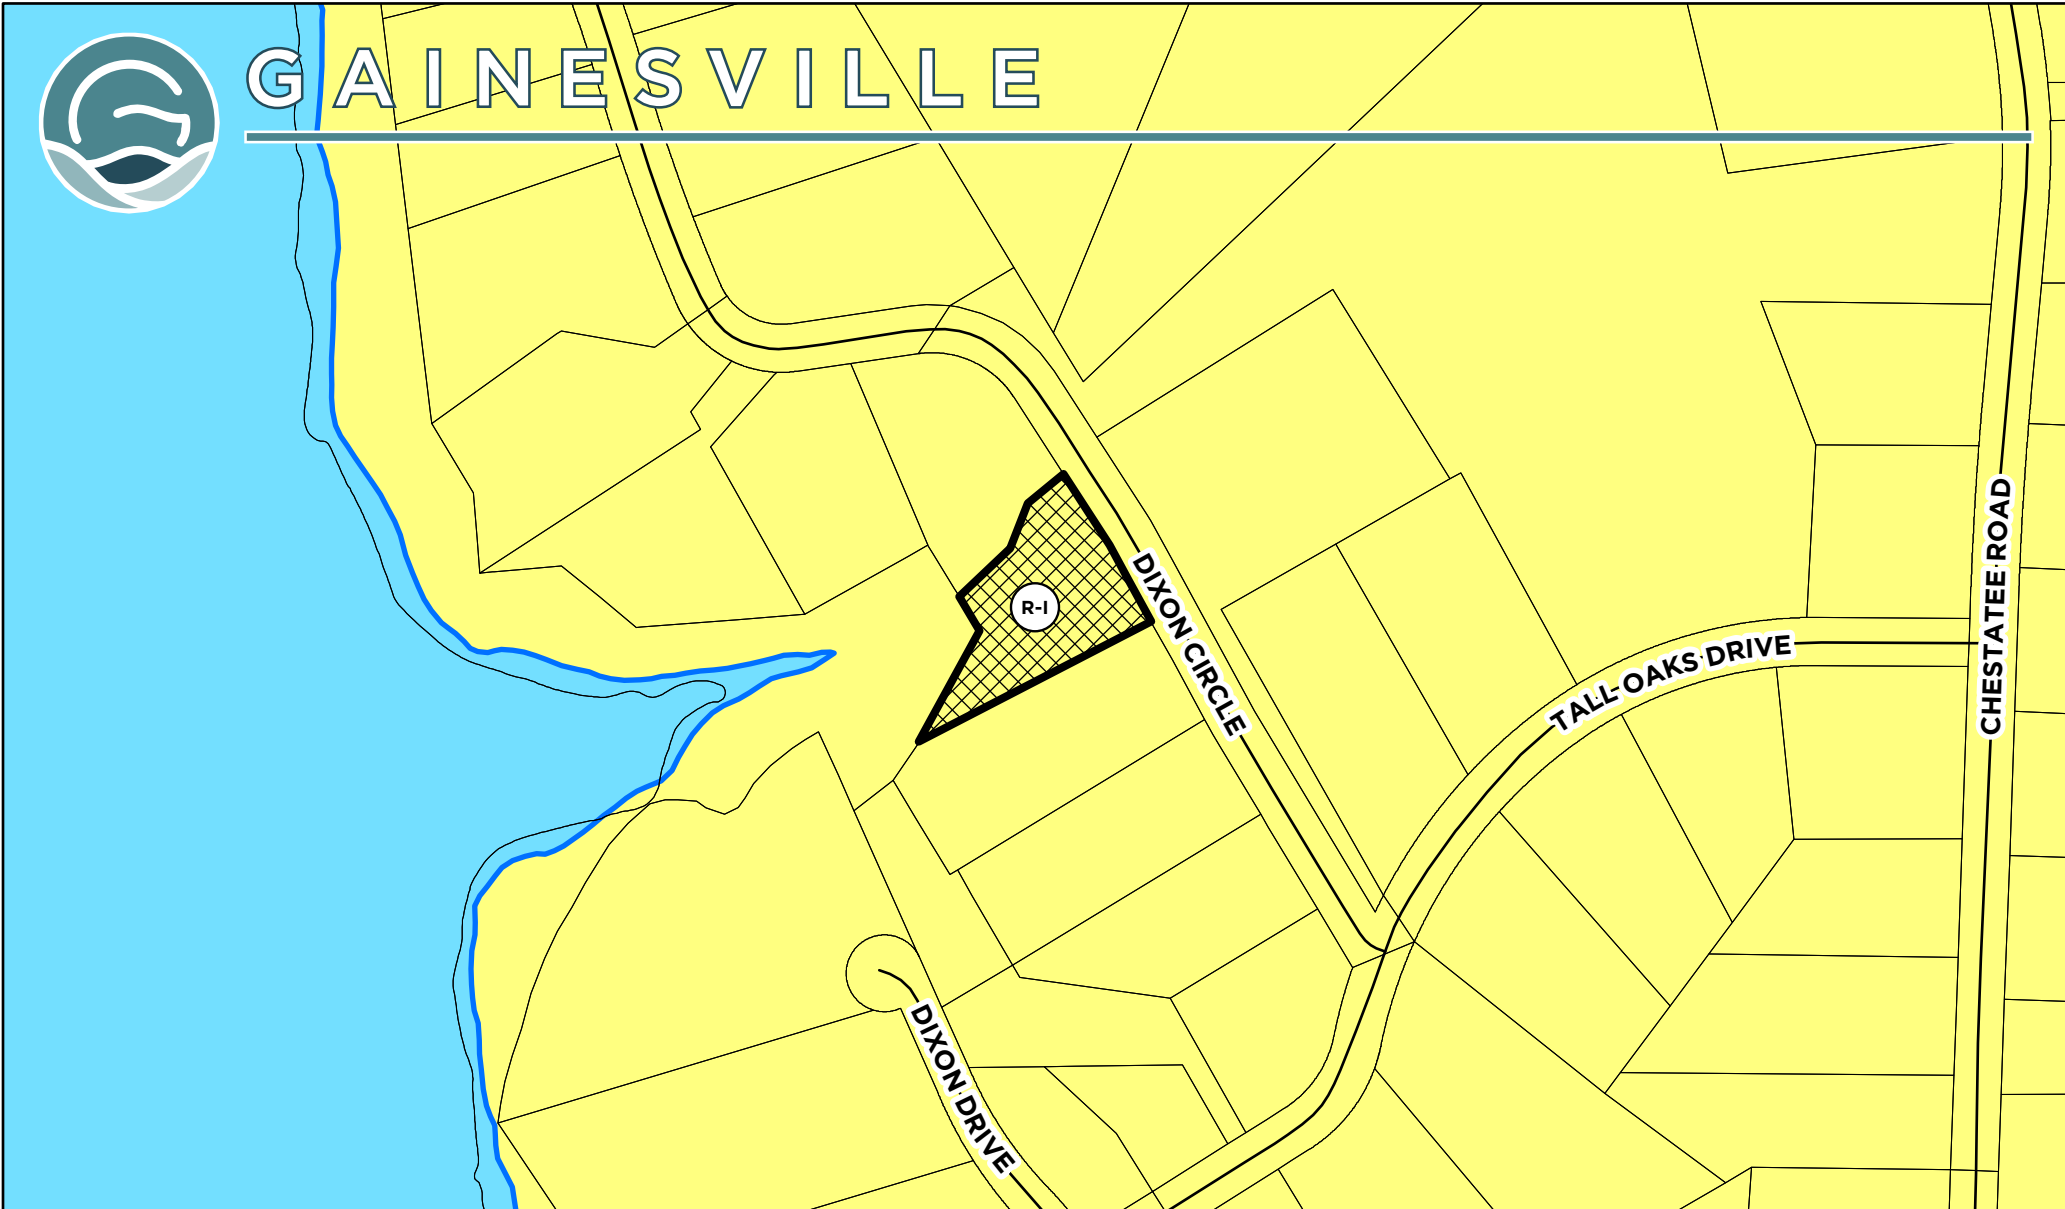 GAINESVILLE
R-I
DIXON CIRCLE
TALL OAKS DRIVE
CHESTATEE ROAD
DIXON DRIVE